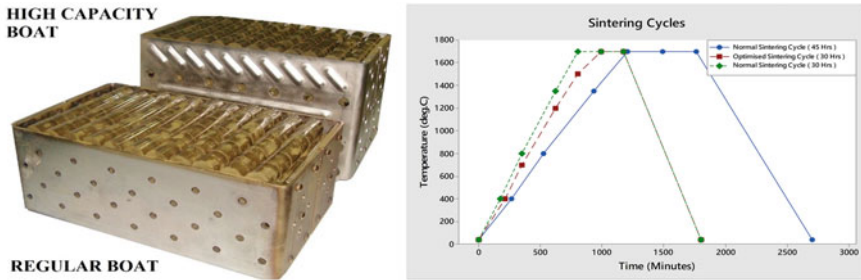 HIGH CAPACITY
BOAT
REGULAR BOAT
Sintering Cycles
Normal Sintering Cycle ( 45 Hrs )
Optimised Sintering Cycle ( 30 Hrs )
Normal Sintering Cycle ( 30 Hrs )
Temperature (deg.C)
1800
1600
1400
1200
1000
800
600
400
200
0
0
500
1000
1500
2000
2500
3000
Time (Minutes)